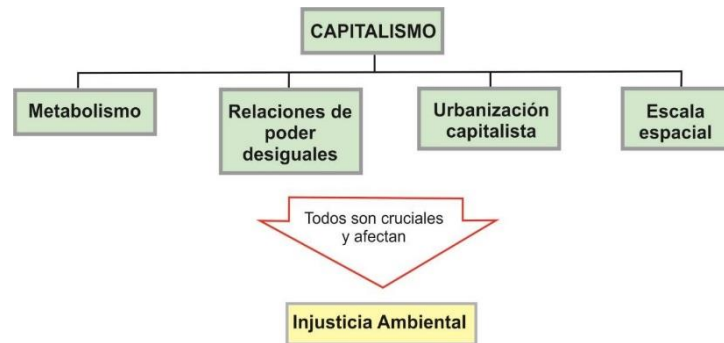 CAPITALISMO
Metabolismo
Relaciones de
poder
desiguales
Urbanización
capitalista
Escala
espacial
Todos son cruciales
y afectan
Injusticia Ambiental